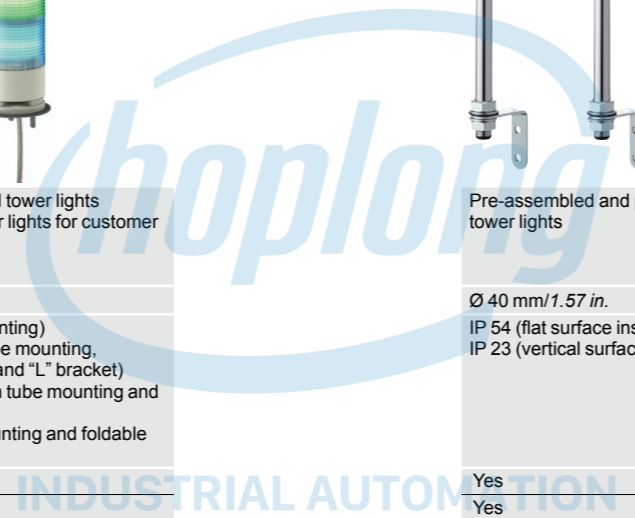 hoplong
l tower lights
r lights for customer
nting)
e mounting,
and “L” bracket)
n tube mounting and
unting and foldable
Pre-assembled and
tower lights
Ø 40 mm/1.57 in.
IP 54 (flat surface ins
IP 23 (vertical surfac
Yes
Yes
INDUSTRIAL AUTOMATION